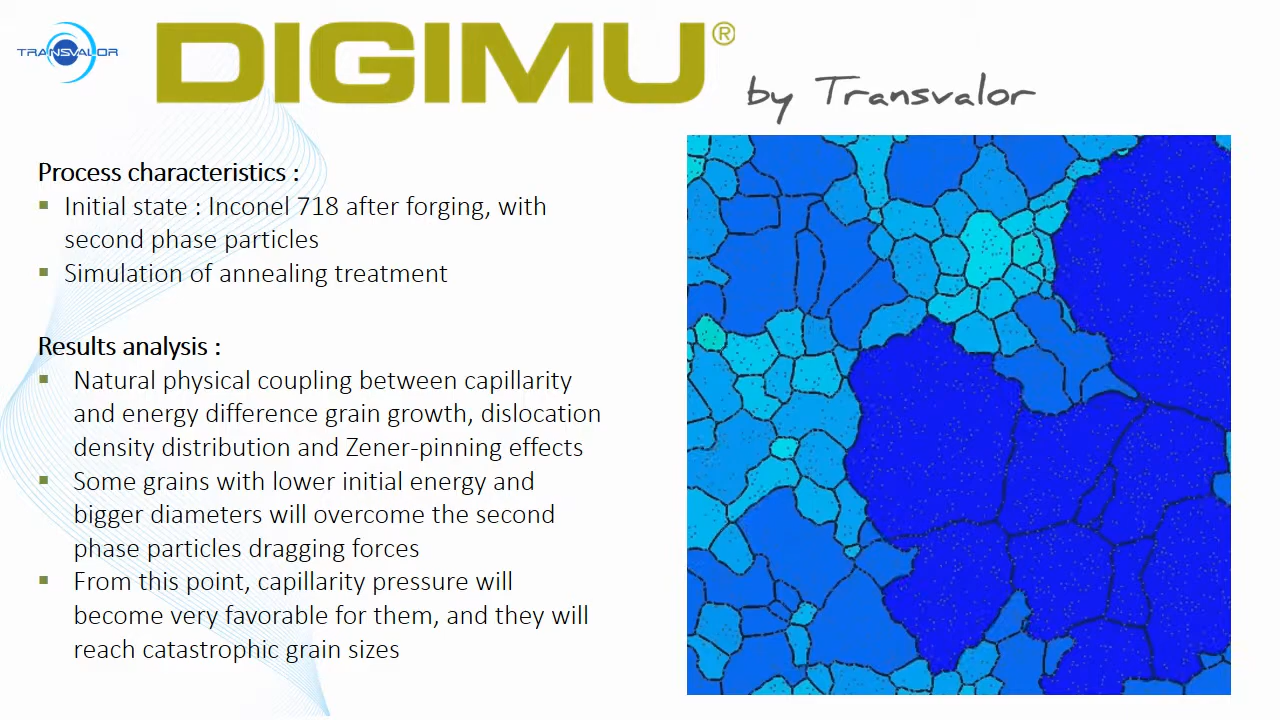 TRANSVALOR
DIGIMU®
by Transvalor
Process characteristics :
▪ Initial state : Inconel 718 after forging, with
second phase particles
▪ Simulation of annealing treatment
Results analysis :
▪ Natural physical coupling between capillarity
and energy difference grain growth, dislocation
density distribution and Zener-pinning effects
▪ Some grains with lower initial energy and
bigger diameters will overcome the second
phase particles dragging forces
▪ From this point, capillarity pressure will
become very favorable for them, and they will
reach catastrophic grain sizes